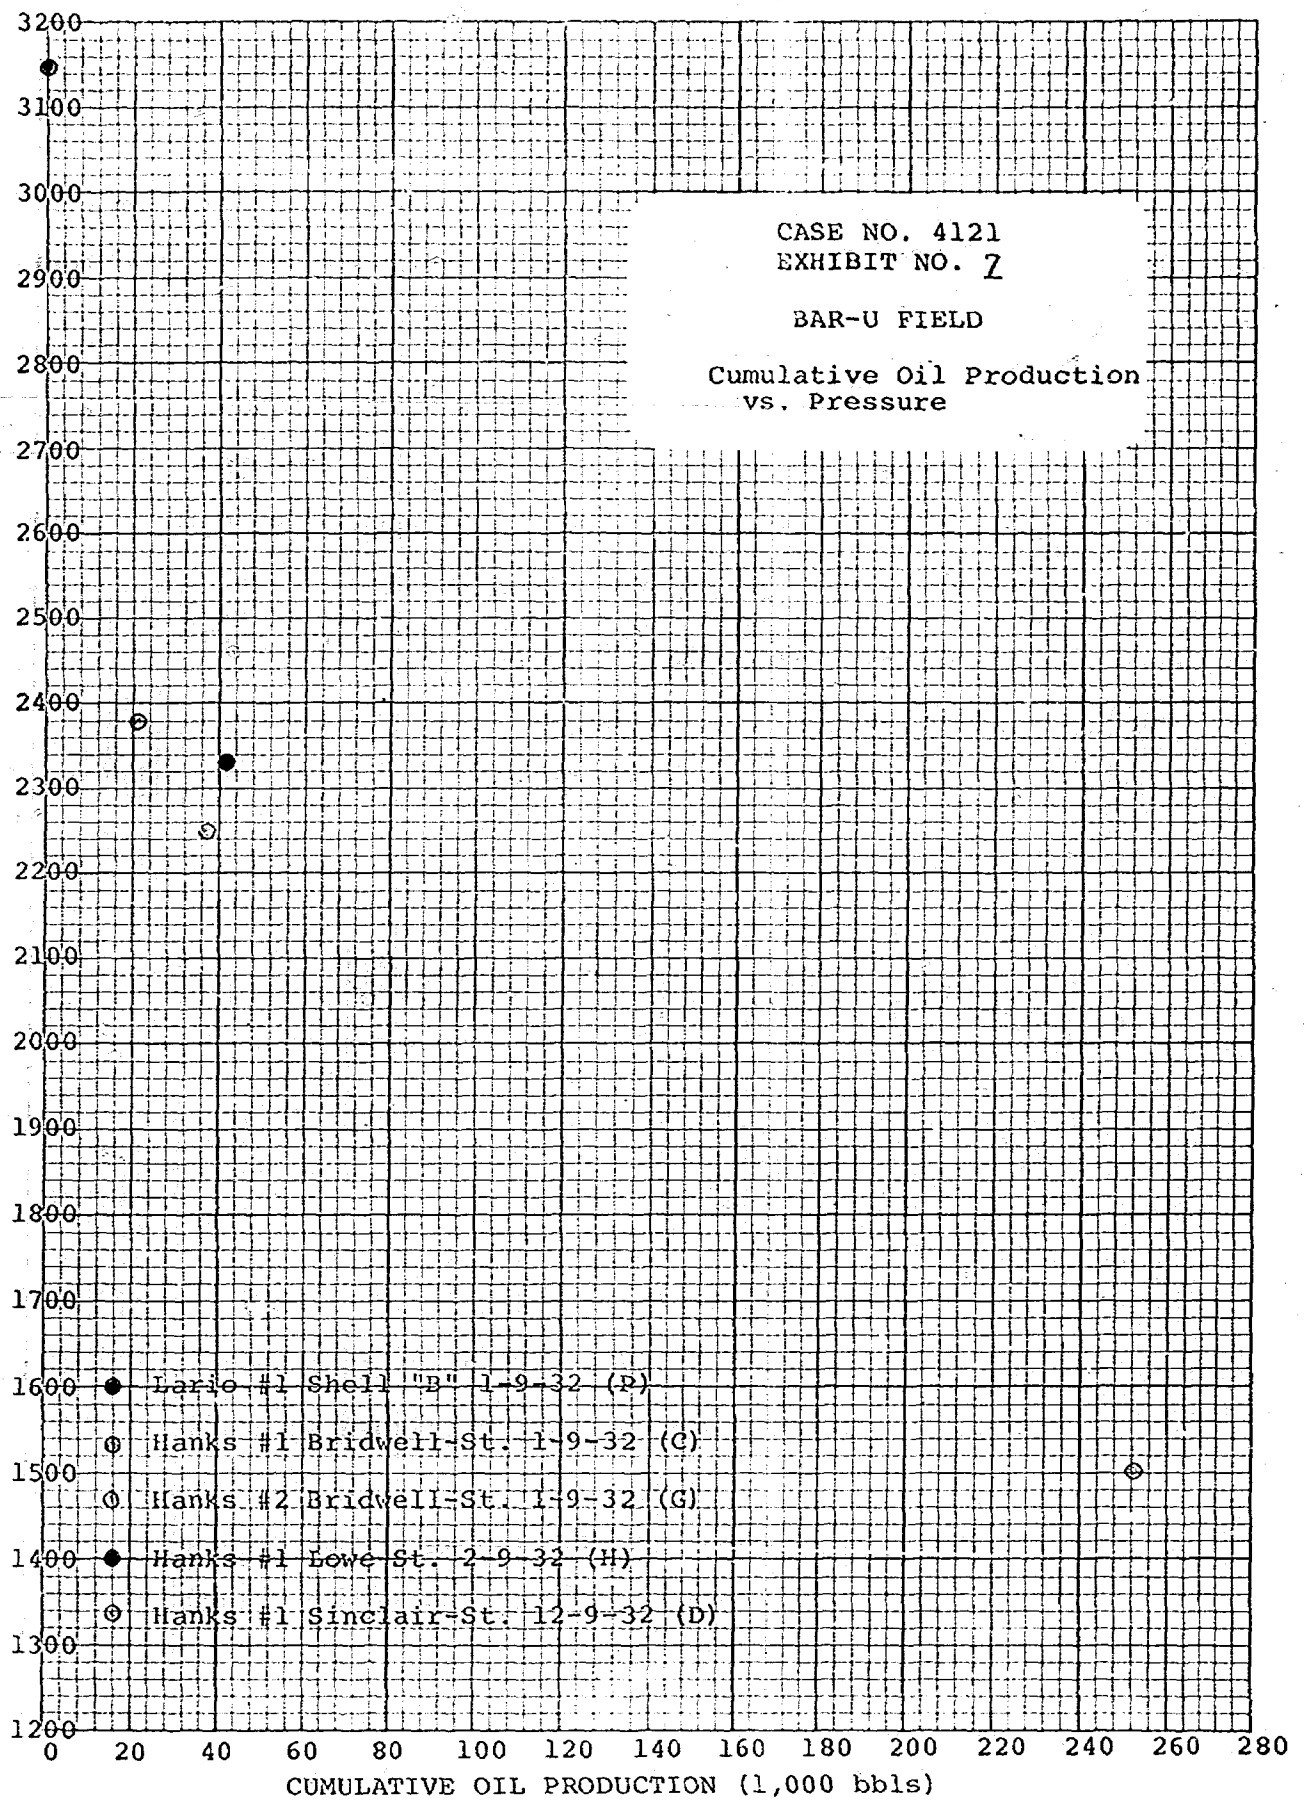 3200
3100
3000
CASE NO. 4121
EXHIBIT NO. 7
2900
BAR-U FIELD
2800
Cumulative Oil Production
vs. Pressure
2700
2600
2500
2400
2300
2200
2100
2000
1900
1800
1700
1600
Lario #1 Shell "B" 1-9-32 (P)
Hanks #1 Bridwell-St. 1-9-32 (C)
1500
Hanks #2 Bridwell-St. 1-9-32 (G)
1400
Hanks #1 Lowe St. 2-9-32 (H)
Hanks #1 Sinclair-St. 12-9-32 (D)
1300
1200
0 20 40 60 80 100 120 140 160 180 200 220 240 260 280
CUMULATIVE OIL PRODUCTION (1,000 bbls)